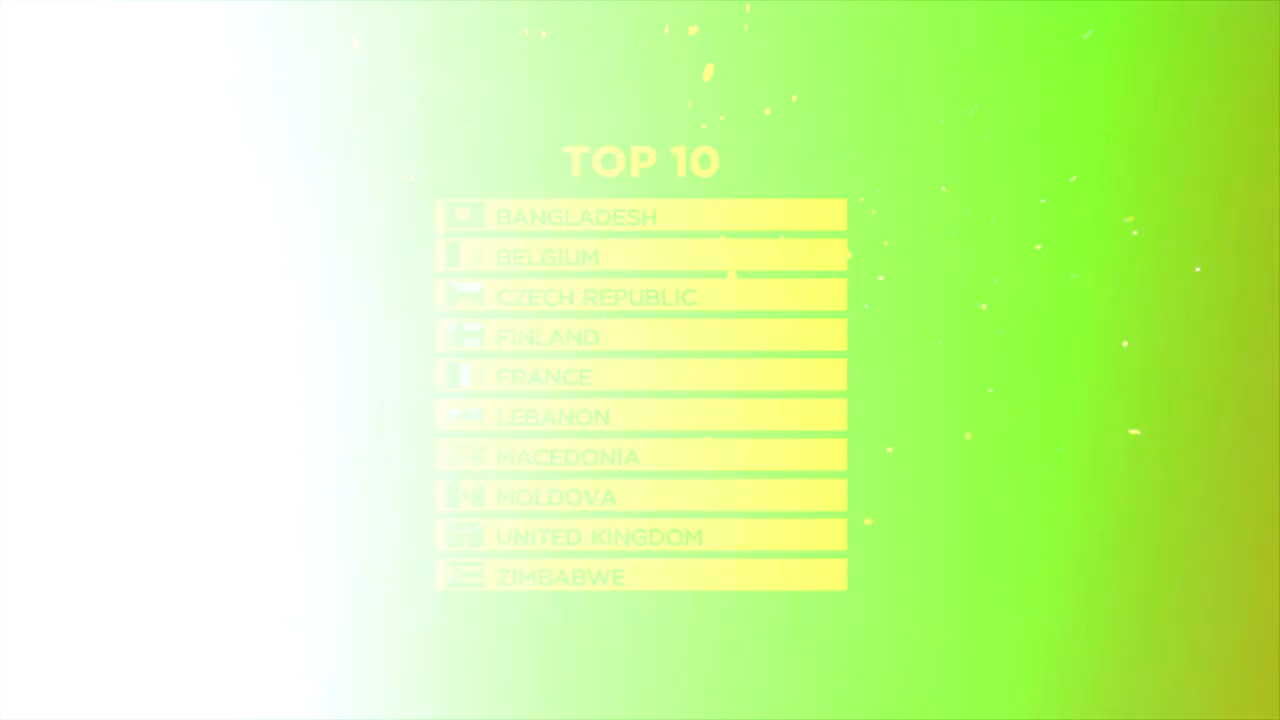 TOP 10
BANGLADESH
BELGIUM
CZECH REPUBLIC
FINLAND
FRANCE
LEBANON
MACEDONIA
MOLDOVA
UNITED KINGDOM
ZIMBABWE